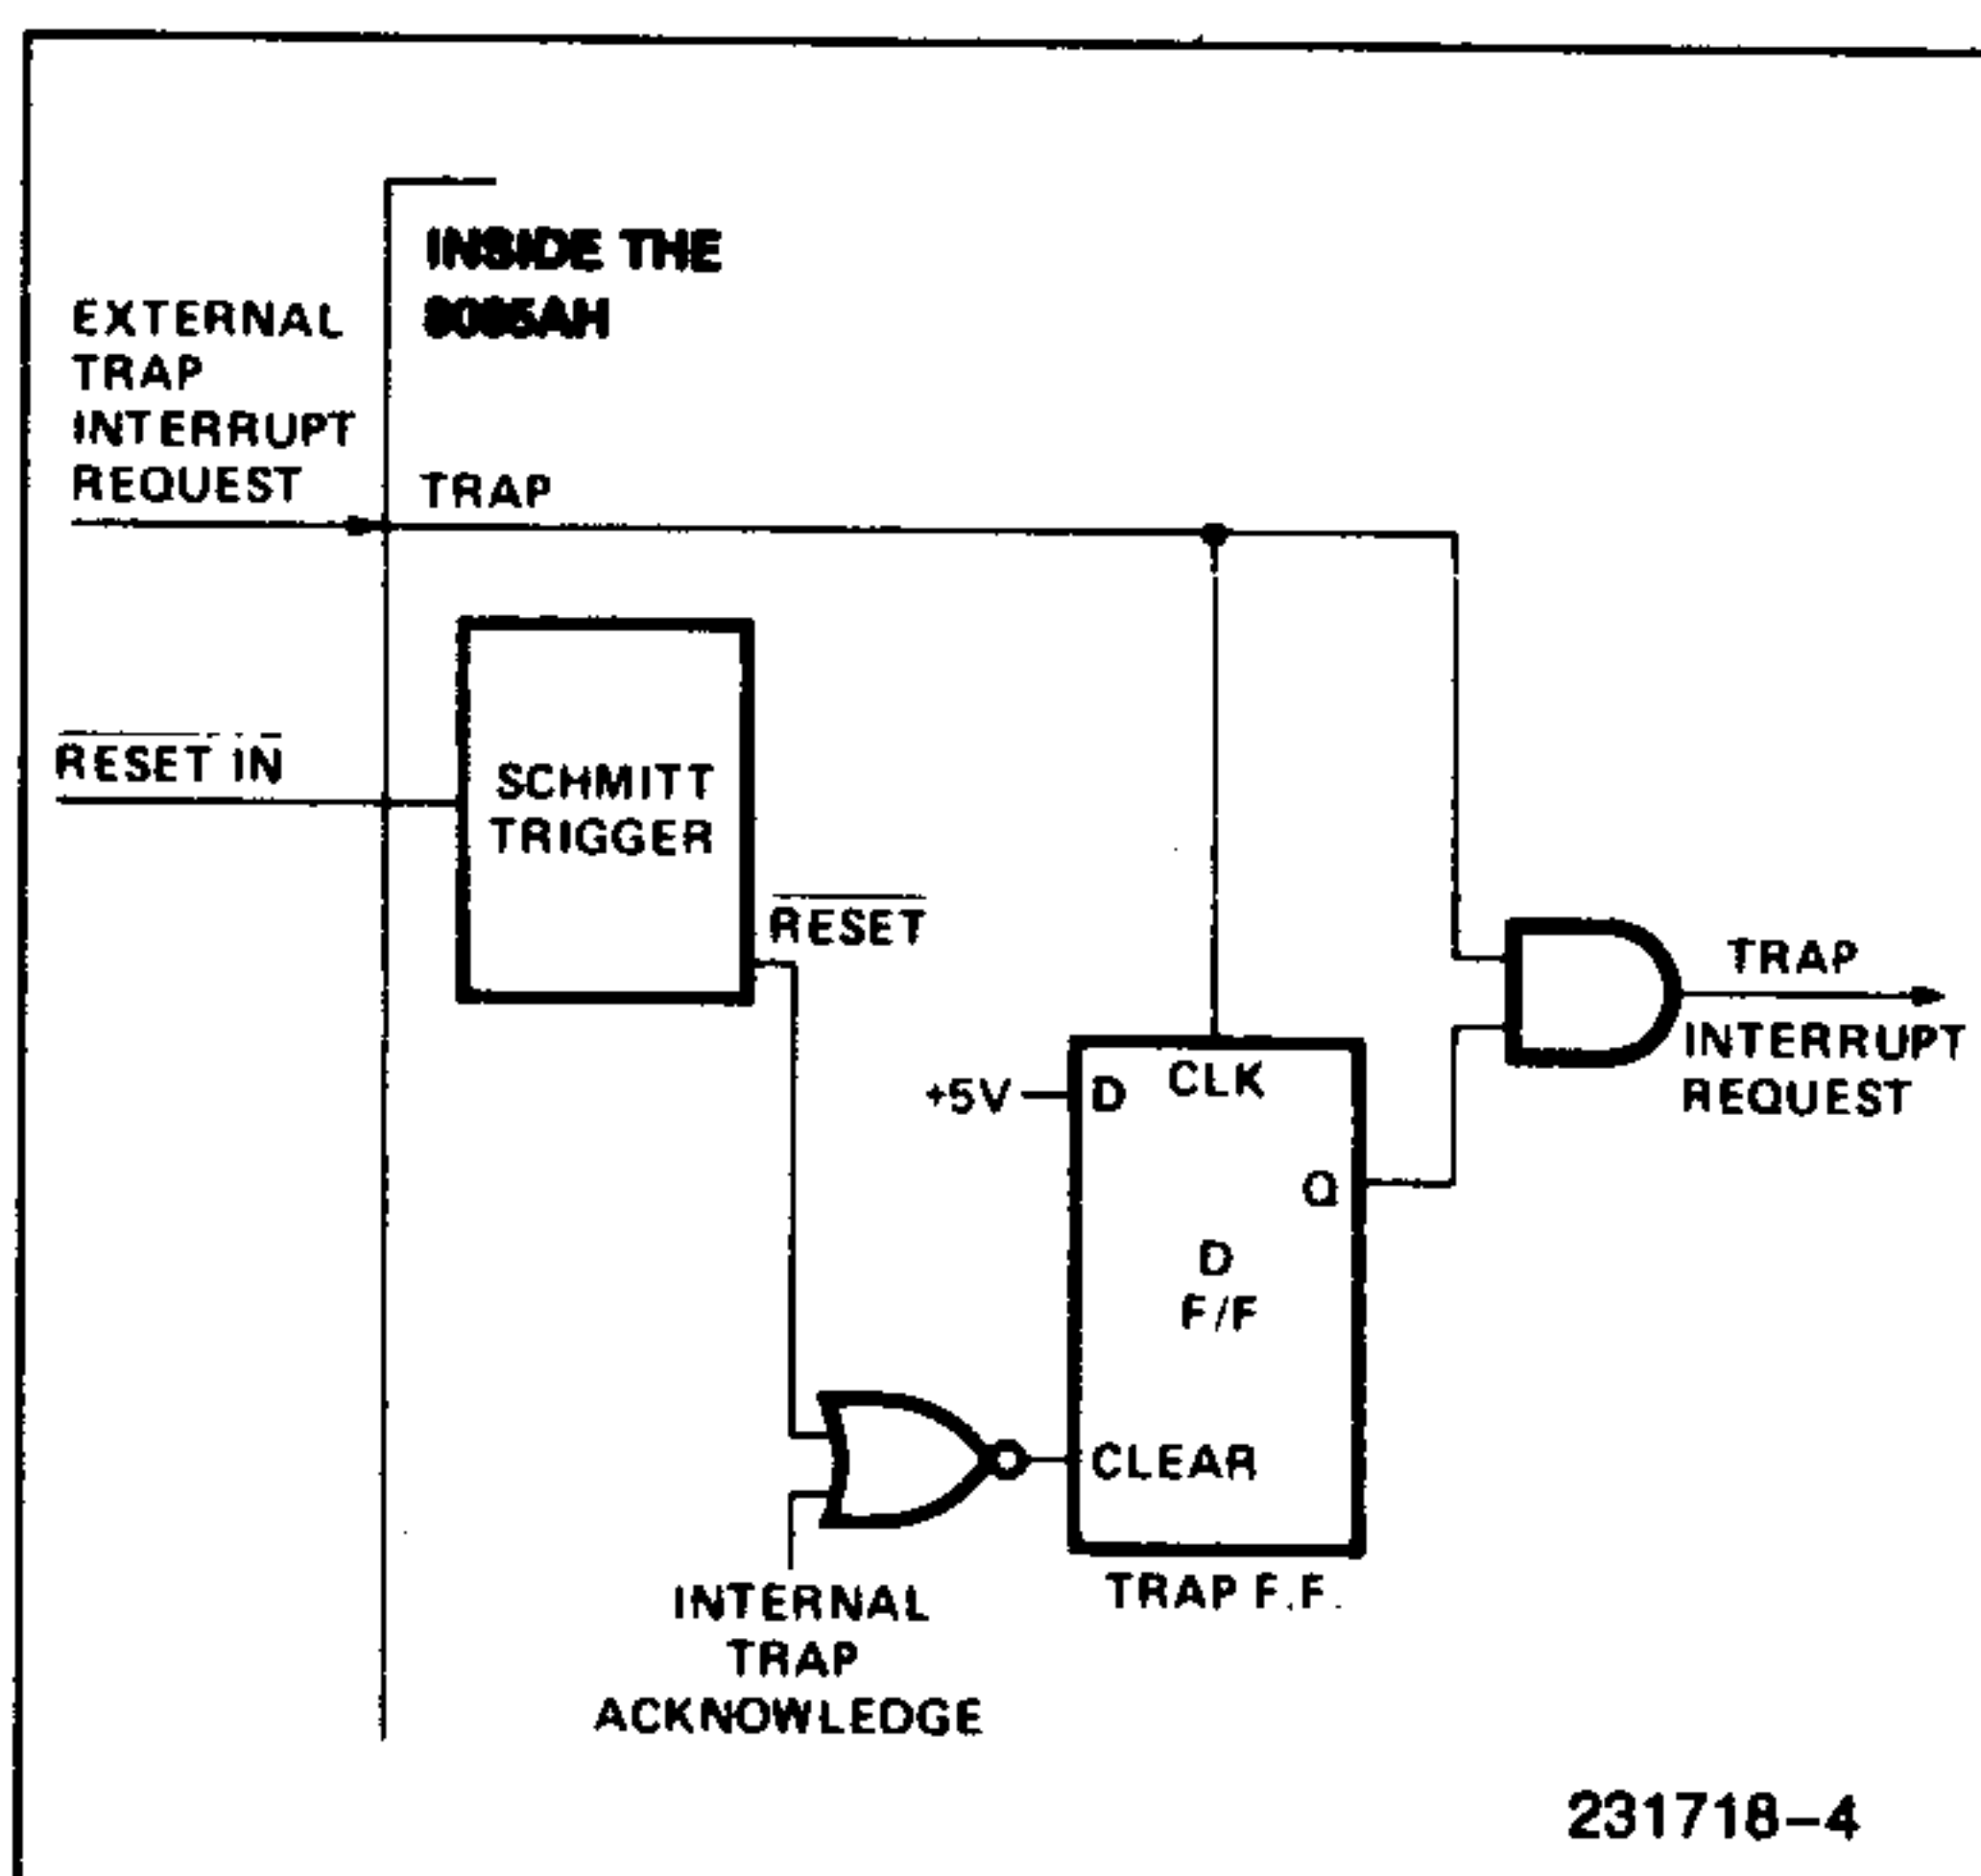 INSIDE THE
8085AH
EXTERNAL
TRAP
INTERRUPT
REQUEST
TRAP
RESET IN
SCHMITT
TRIGGER
RESET
TRAP
INTERRUPT
REQUEST
+5V
D
CLK
Q
D
F/F
CLEAR
TRAP F.F.
INTERNAL
TRAP
ACKNOWLEDGE
231718-4